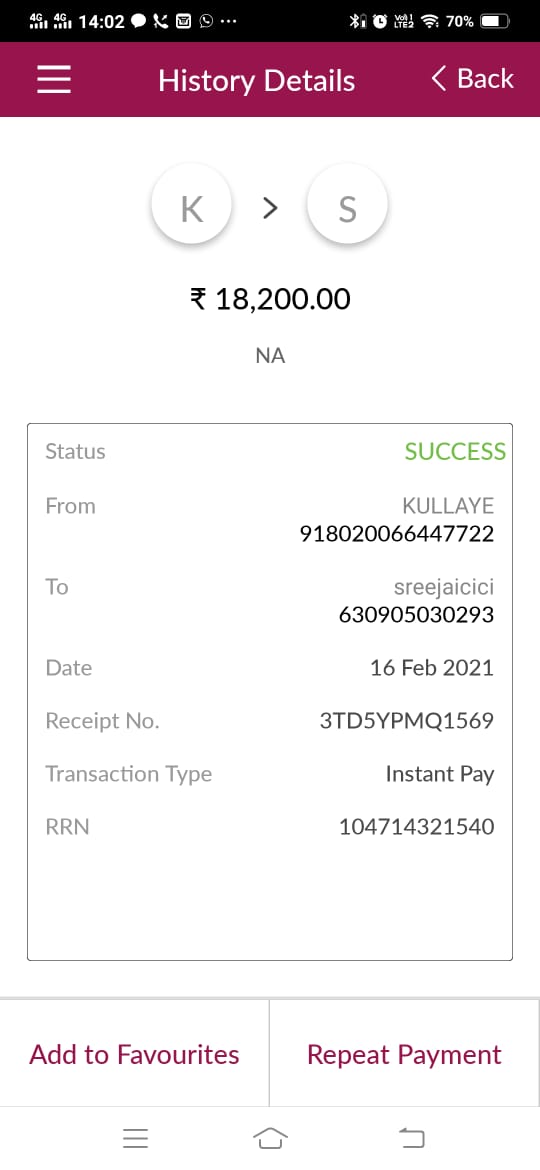 4G 4G 14:02 70%
History Details
Back
K > S
₹ 18,200.00
NA
Status SUCCESS
From KULLAYE
918020066447722
To sreejaicici
630905030293
Date 16 Feb 2021
Receipt No. 3TD5YPMQ1569
Transaction Type Instant Pay
RRN 104714321540
Add to Favourites Repeat Payment